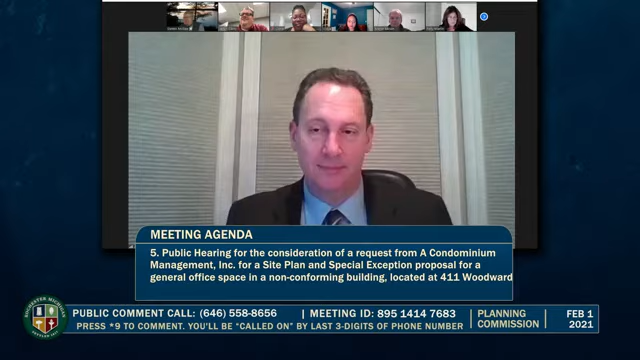 MEETING AGENDA
5. Public Hearing for the consideration of a request from A Condominium
Management, Inc. for a Site Plan and Special Exception proposal for a
general office space in a non-conforming building, located at 411 Woodward
PUBLIC COMMENT CALL: (646) 558-8656 | MEETING ID: 895 1414 7683
PRESS *9 TO COMMENT. YOU'LL BE "CALLED ON" BY LAST 3-DIGITS OF PHONE NUMBER
PLANNING
COMMISSION
FEB 1
2021
ROCHESTER MICHIGAN